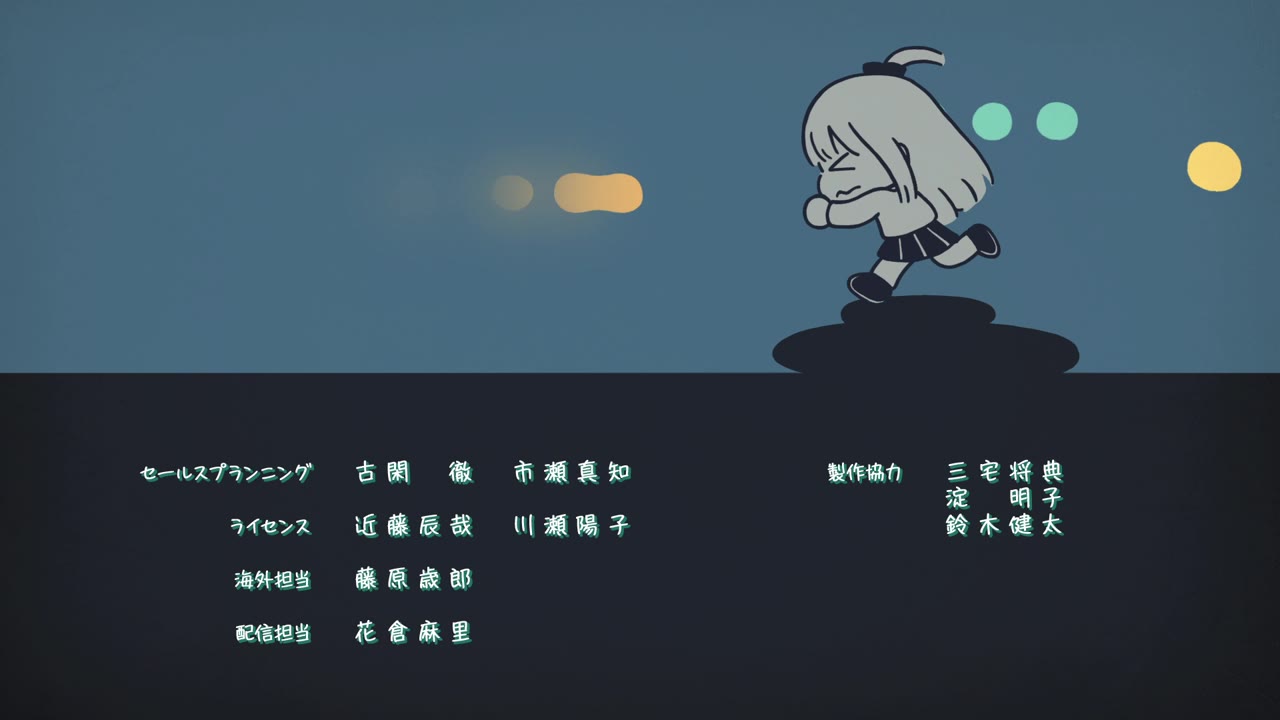 セールスプランニング 古閑 徹 市瀬真知
ライセンス 近藤辰哉 川瀬陽子
海外担当 藤原歳郎
配信担当 花倉麻里
製作協力 三宅将典
淀 明子
鈴木健太